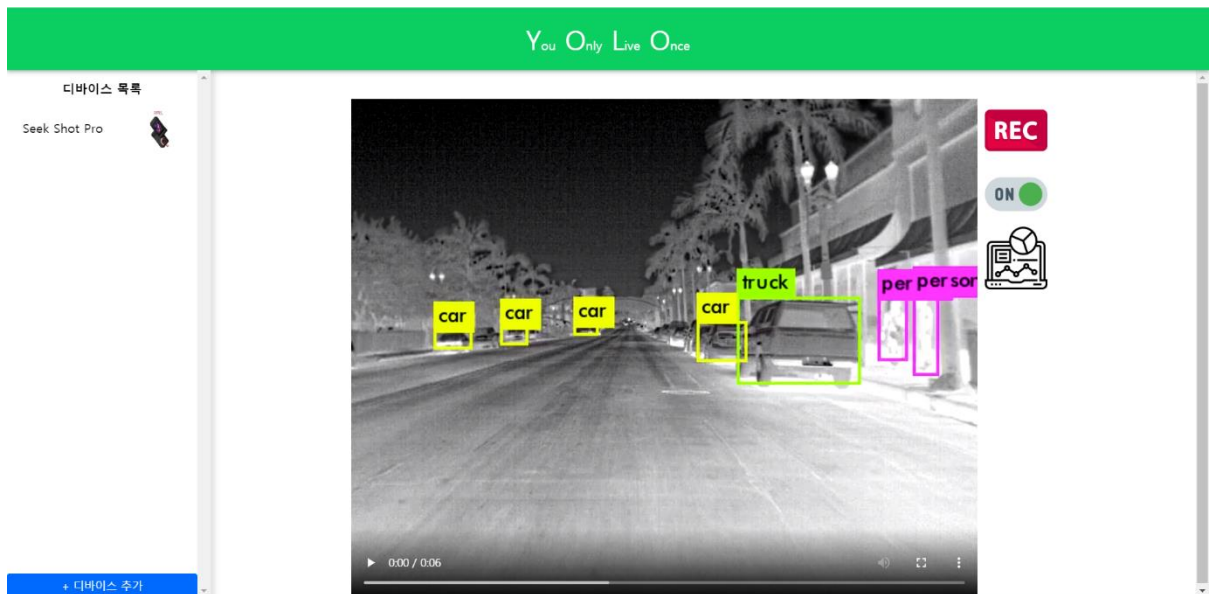 You Only Live Once
디바이스 목록
Seek Shot Pro
+ 디바이스 추가
car
car
car
car
truck
per
person
0:00 / 0:06
REC
ON